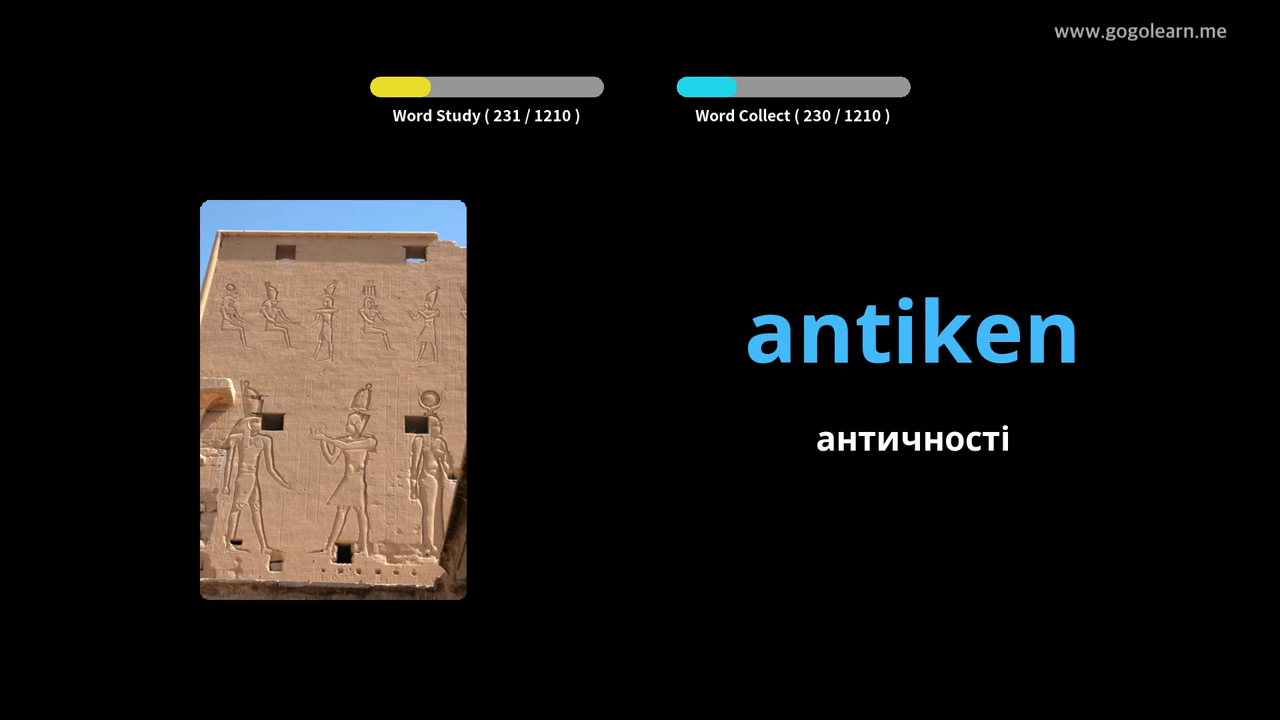 www.gogolearn.me
Word Study ( 231 / 1210 )
Word Collect ( 230 / 1210 )
antiken
античності